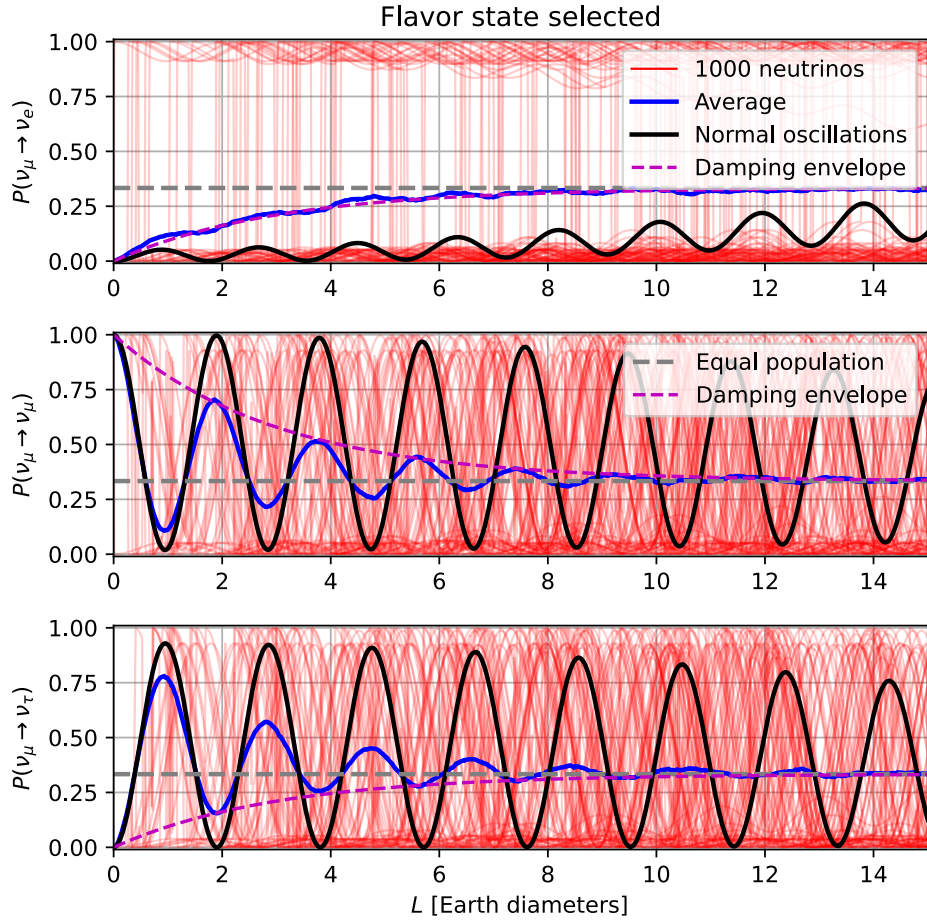 Flavor state selected
P(ν_μ → ν_e)
1.00
0.75
0.50
0.25
0.00
1000 neutrinos
Average
Normal oscillations
Damping envelope
0 2 4 6 8 10 12 14
P(ν_μ → ν_μ)
1.00
0.75
0.50
0.25
0.00
Equal population
Damping envelope
0 2 4 6 8 10 12 14
P(ν_μ → ν_τ)
1.00
0.75
0.50
0.25
0.00
0 2 4 6 8 10 12 14
L [Earth diameters]